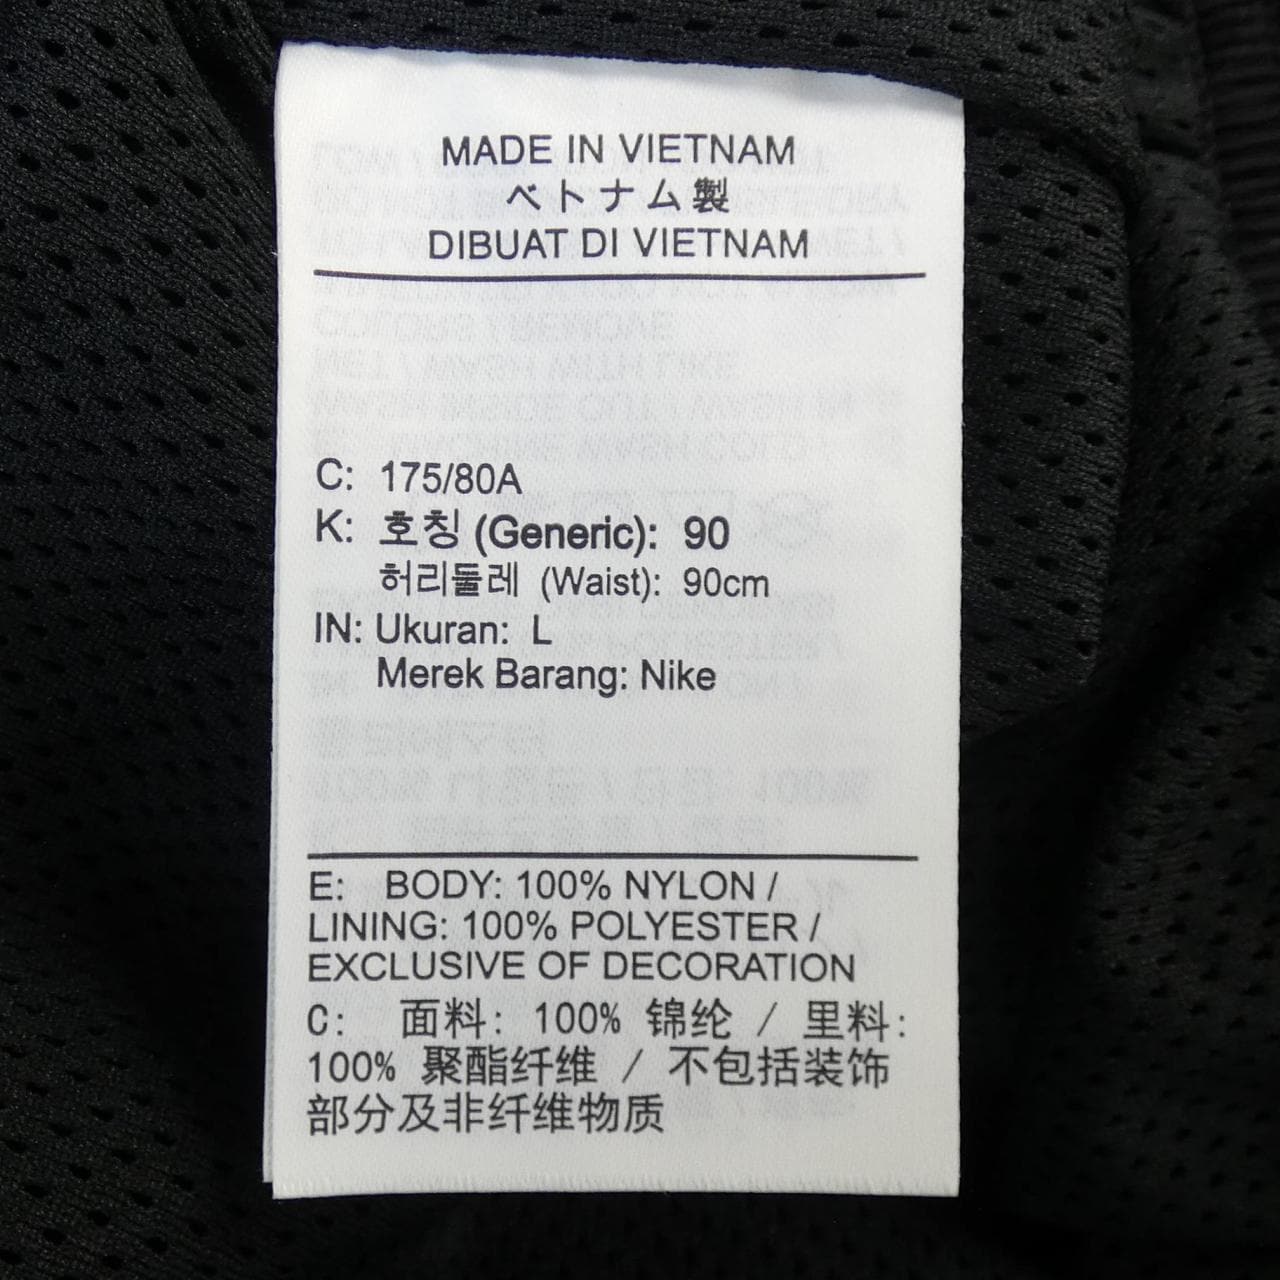 MADE IN VIETNAM
ベトナム製
DIBUAT DI VIETNAM
C: 175/80A
K: 호칭 (Generic): 90
허리둘레 (Waist): 90cm
IN: Ukuran: L
Merek Barang: Nike
E: BODY: 100% NYLON /
LINING: 100% POLYESTER /
EXCLUSIVE OF DECORATION
C: 面料: 100% 锦纶 / 里料:
100% 聚酯纤维 / 不包括装饰
部分及非纤维物质